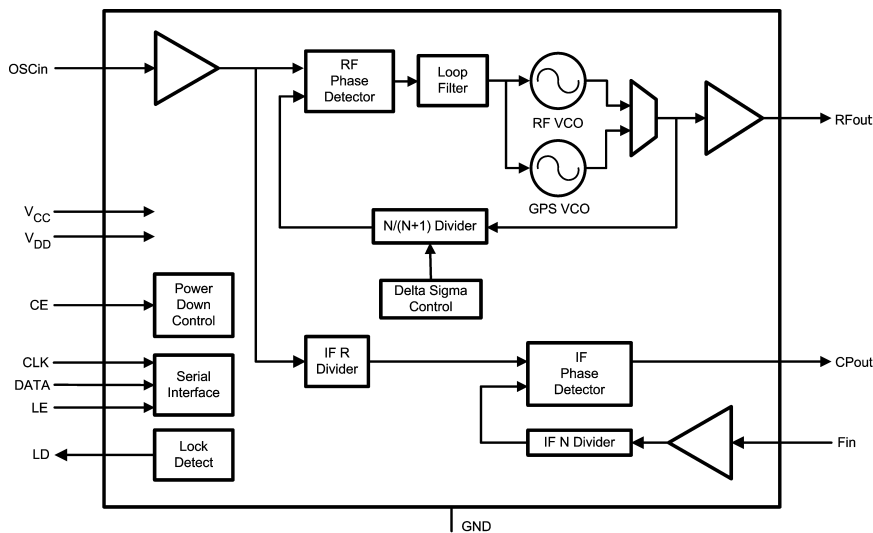 OSCin
RF
Phase
Detector
Loop
Filter
RF VCO
GPS VCO
RFout
VCC
VDD
N/(N+1) Divider
Delta Sigma
Control
CE
Power
Down
Control
CLK
DATA
LE
Serial
Interface
LD
Lock
Detect
IF R
Divider
IF
Phase
Detector
CPout
IF N Divider
Fin
GND